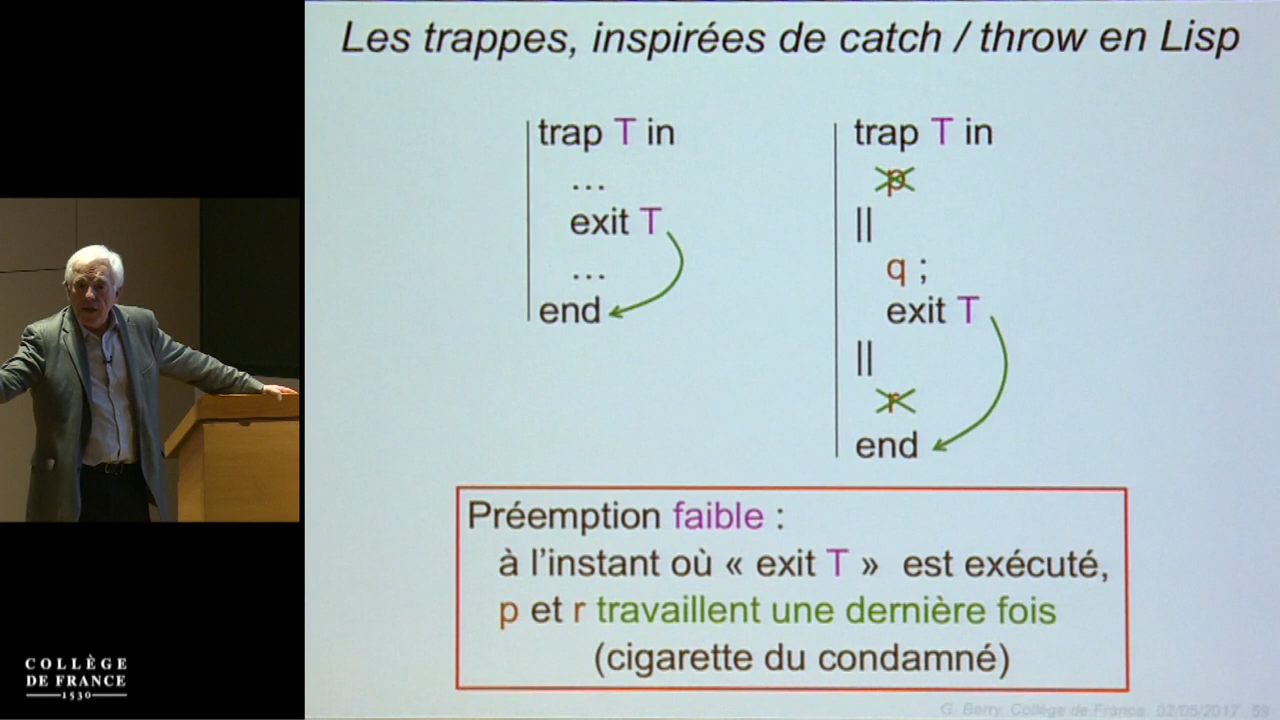 Les trappes, inspirées de catch / throw en Lisp
trap T in
...
exit T
...
end
trap T in
p
||
q ;
exit T
||
r
end
Préemption faible :
à l'instant où « exit T » est exécuté,
p et r travaillent une dernière fois
(cigarette du condamné)
COLLÈGE
DE FRANCE
1530
G. Berry, Collège de France 02/05/2017 59